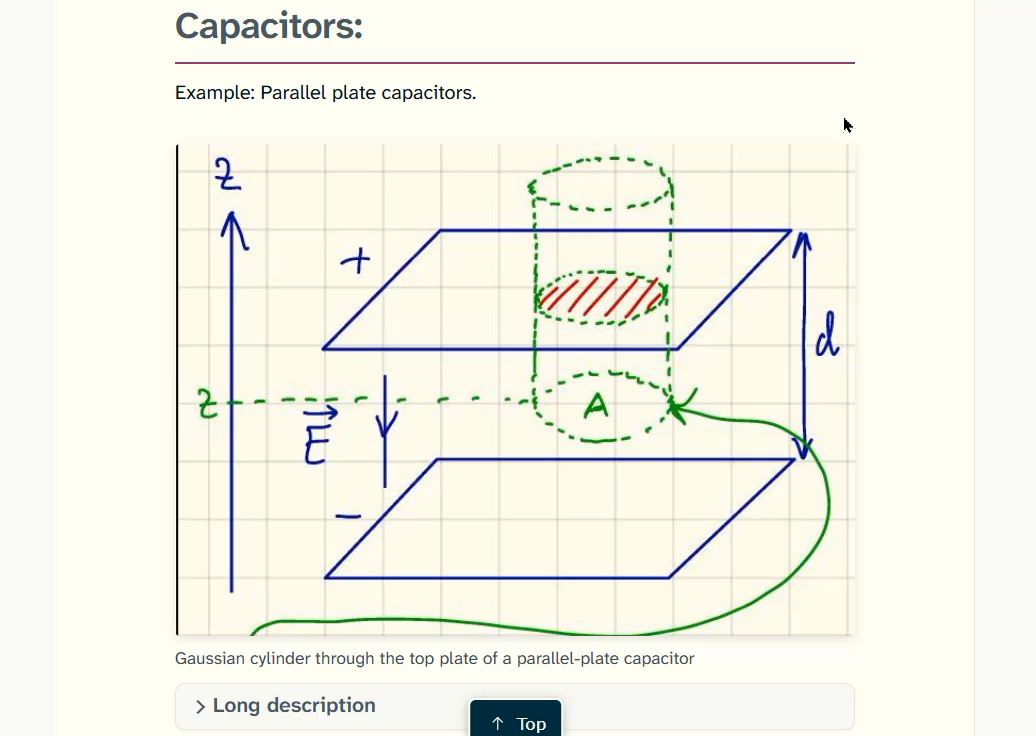 Capacitors:
Example: Parallel plate capacitors.
z
+
d
z
A
E
−
Gaussian cylinder through the top plate of a parallel-plate capacitor
Long description
↑ Top